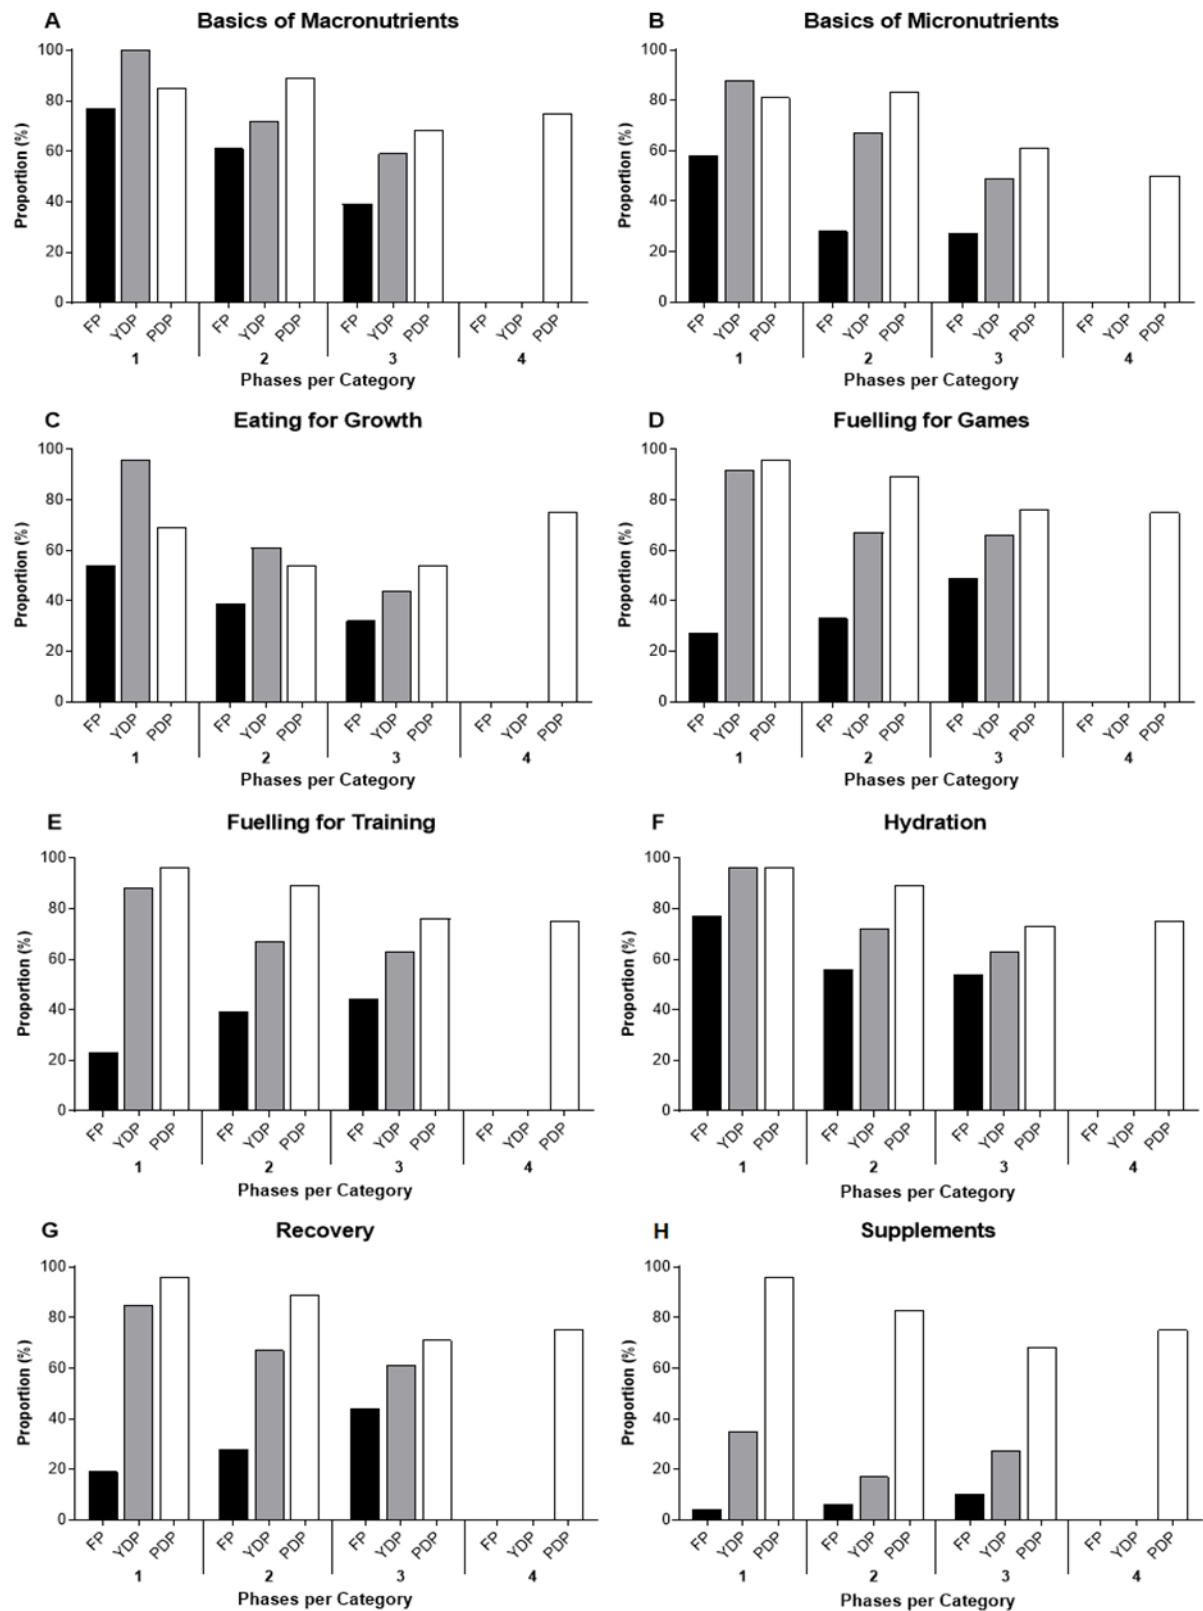 A Basics of Macronutrients
Proportion (%)
100
80
60
40
20
0
FP YDP PDP FP YDP PDP FP YDP PDP FP YDP PDP
1 2 3 4
Phases per Category
B Basics of Micronutrients
Proportion (%)
100
80
60
40
20
0
FP YDP PDP FP YDP PDP FP YDP PDP FP YDP PDP
1 2 3 4
Phases per Category
C Eating for Growth
Proportion (%)
100
80
60
40
20
0
FP YDP PDP FP YDP PDP FP YDP PDP FP YDP PDP
1 2 3 4
Phases per Category
D Fuelling for Games
Proportion (%)
100
80
60
40
20
0
FP YDP PDP FP YDP PDP FP YDP PDP FP YDP PDP
1 2 3 4
Phases per Category
E Fuelling for Training
Proportion (%)
100
80
60
40
20
0
FP YDP PDP FP YDP PDP FP YDP PDP FP YDP PDP
1 2 3 4
Phases per Category
F Hydration
Proportion (%)
100
80
60
40
20
0
FP YDP PDP FP YDP PDP FP YDP PDP FP YDP PDP
1 2 3 4
Phases per Category
G Recovery
Proportion (%)
100
80
60
40
20
0
FP YDP PDP FP YDP PDP FP YDP PDP FP YDP PDP
1 2 3 4
Phases per Category
H Supplements
Proportion (%)
100
80
60
40
20
0
FP YDP PDP FP YDP PDP FP YDP PDP FP YDP PDP
1 2 3 4
Phases per Category